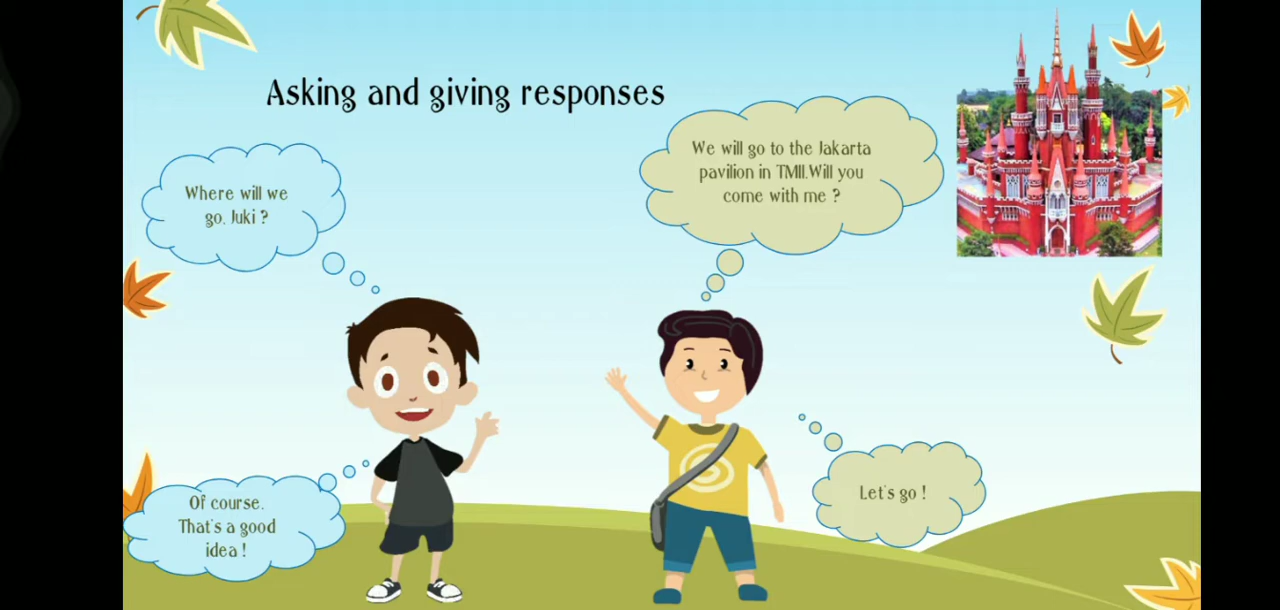 Asking and giving responses
Where will we
go, Juki ?
We will go to the Jakarta
pavilion in TMII.Will you
come with me ?
Of course.
That's a good
idea !
Let's go !